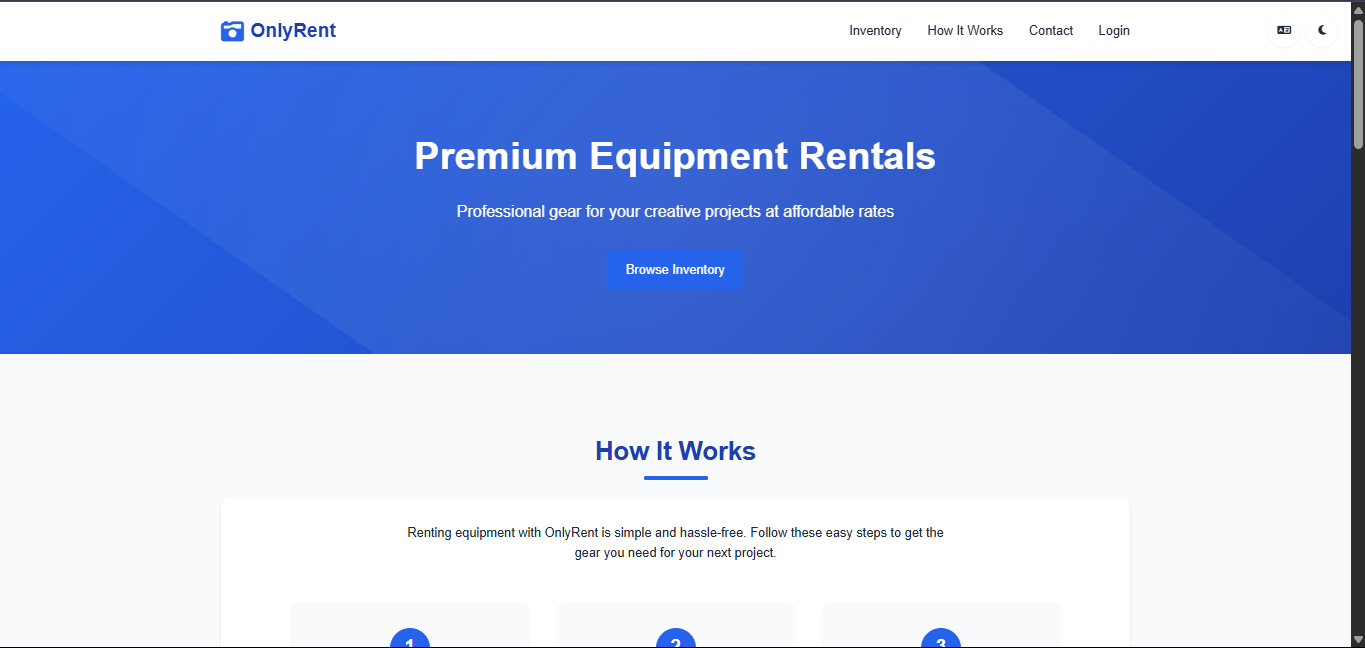 OnlyRent
Inventory
How It Works
Contact
Login
Premium Equipment Rentals
Professional gear for your creative projects at affordable rates
Browse Inventory
How It Works
Renting equipment with OnlyRent is simple and hassle-free. Follow these easy steps to get the
gear you need for your next project.
1
2
3